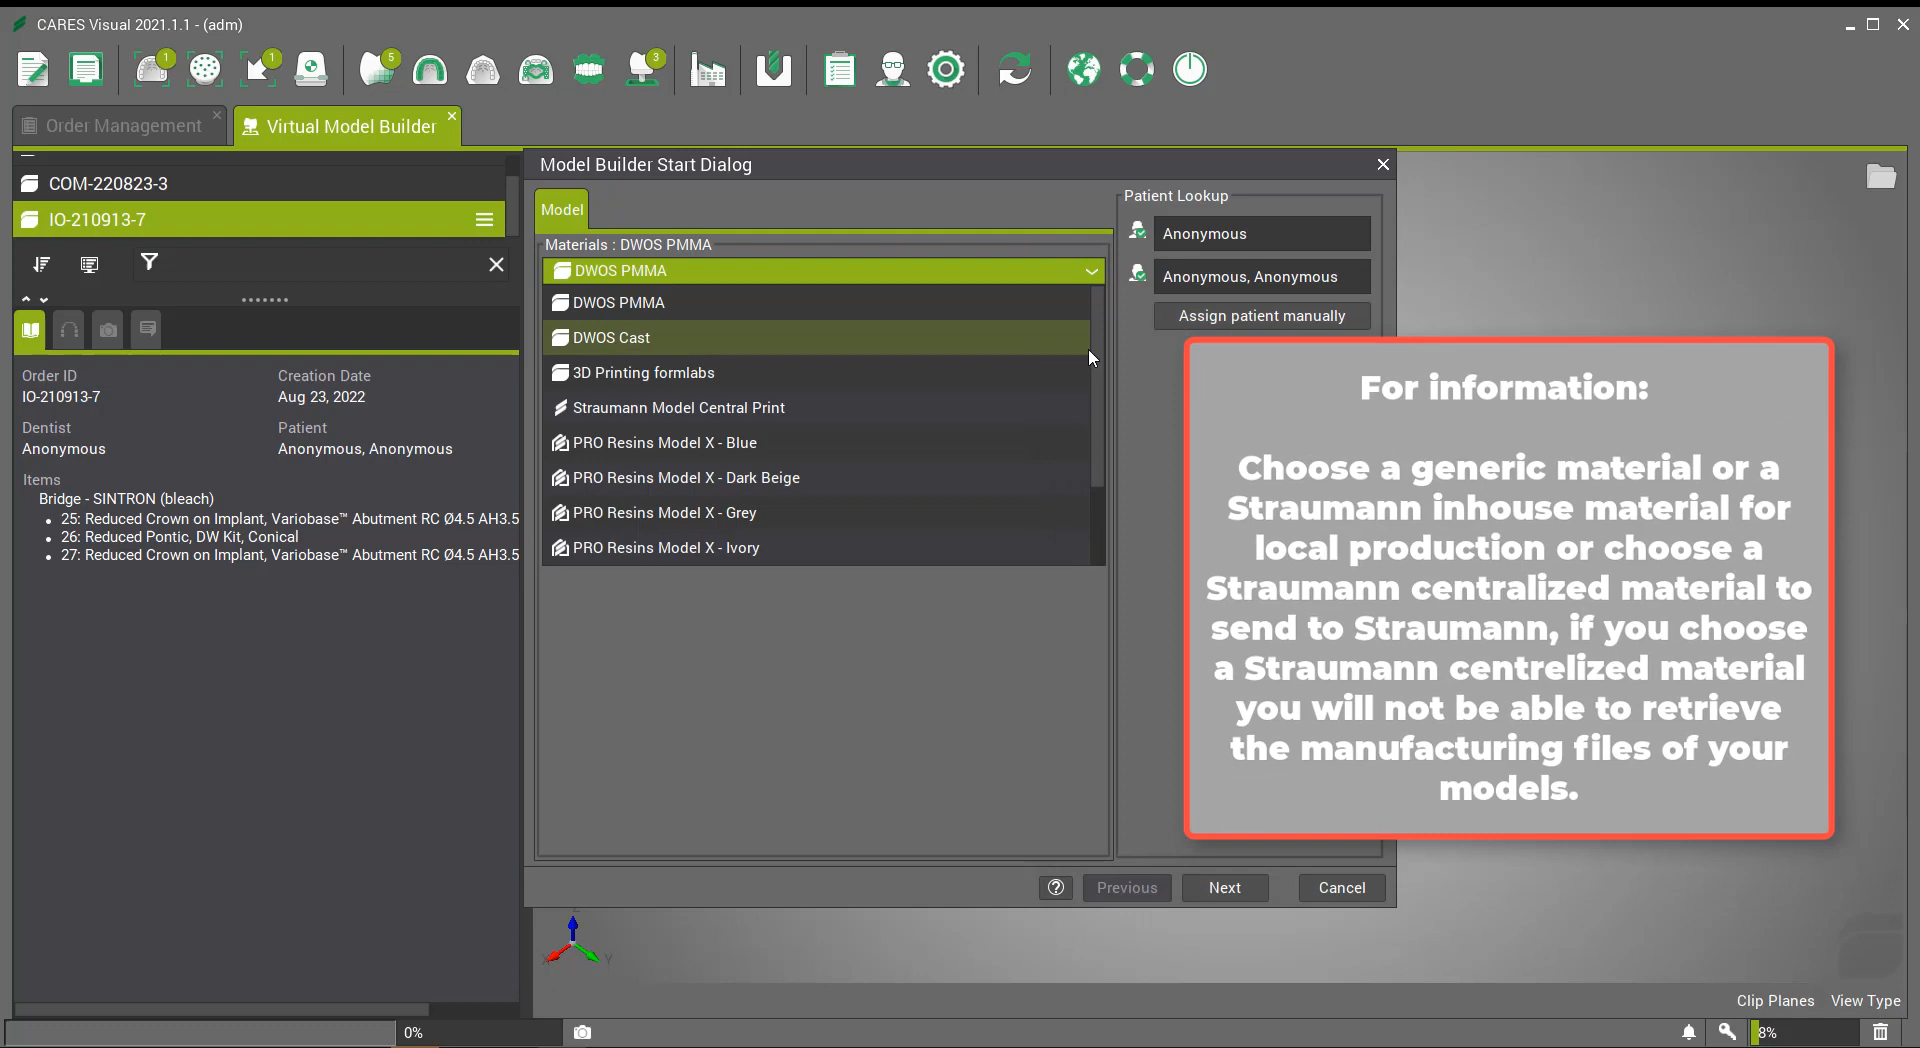 CARES Visual 2021.1.1 - (adm)
1
1
5
3
Order Management
Virtual Model Builder
COM-220823-3
IO-210913-7
Order ID
Creation Date
IO-210913-7
Aug 23, 2022
Dentist
Patient
Anonymous
Anonymous, Anonymous
Items
Bridge - SINTRON (bleach)
25: Reduced Crown on Implant, Variobase™ Abutment RC Ø4.5 AH3.5
26: Reduced Pontic, DW Kit, Conical
27: Reduced Crown on Implant, Variobase™ Abutment RC Ø4.5 AH3.5
Model Builder Start Dialog
Model
Materials : DWOS PMMA
DWOS PMMA
DWOS PMMA
DWOS Cast
3D Printing formlabs
Straumann Model Central Print
PRO Resins Model X - Blue
PRO Resins Model X - Dark Beige
PRO Resins Model X - Grey
PRO Resins Model X - Ivory
Patient Lookup
Anonymous
Anonymous, Anonymous
Assign patient manually
For information:
Choose a generic material or a
Straumann inhouse material for
local production or choose a
Straumann centralized material to
send to Straumann, if you choose
a Straumann centrelized material
you will not be able to retrieve
the manufacturing files of your
models.
Previous
Next
Cancel
Z
X
Y
Clip Planes
View Type
0%
8%